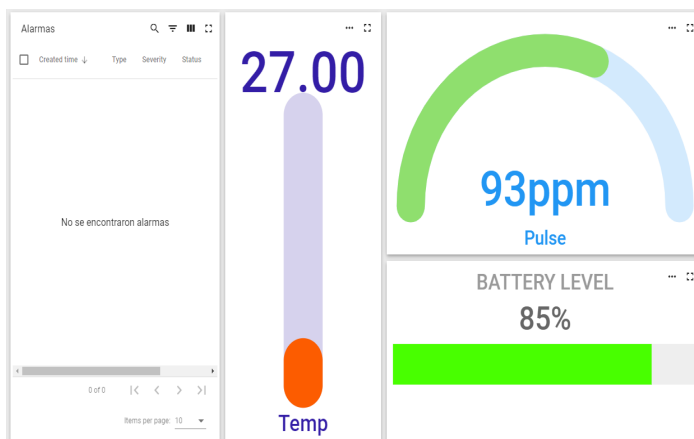 Alarmas
Created time Type Severity Status
No se encontraron alarmas
0 of 0
Items per page: 10
27.00
Temp
93ppm
Pulse
BATTERY LEVEL
85%